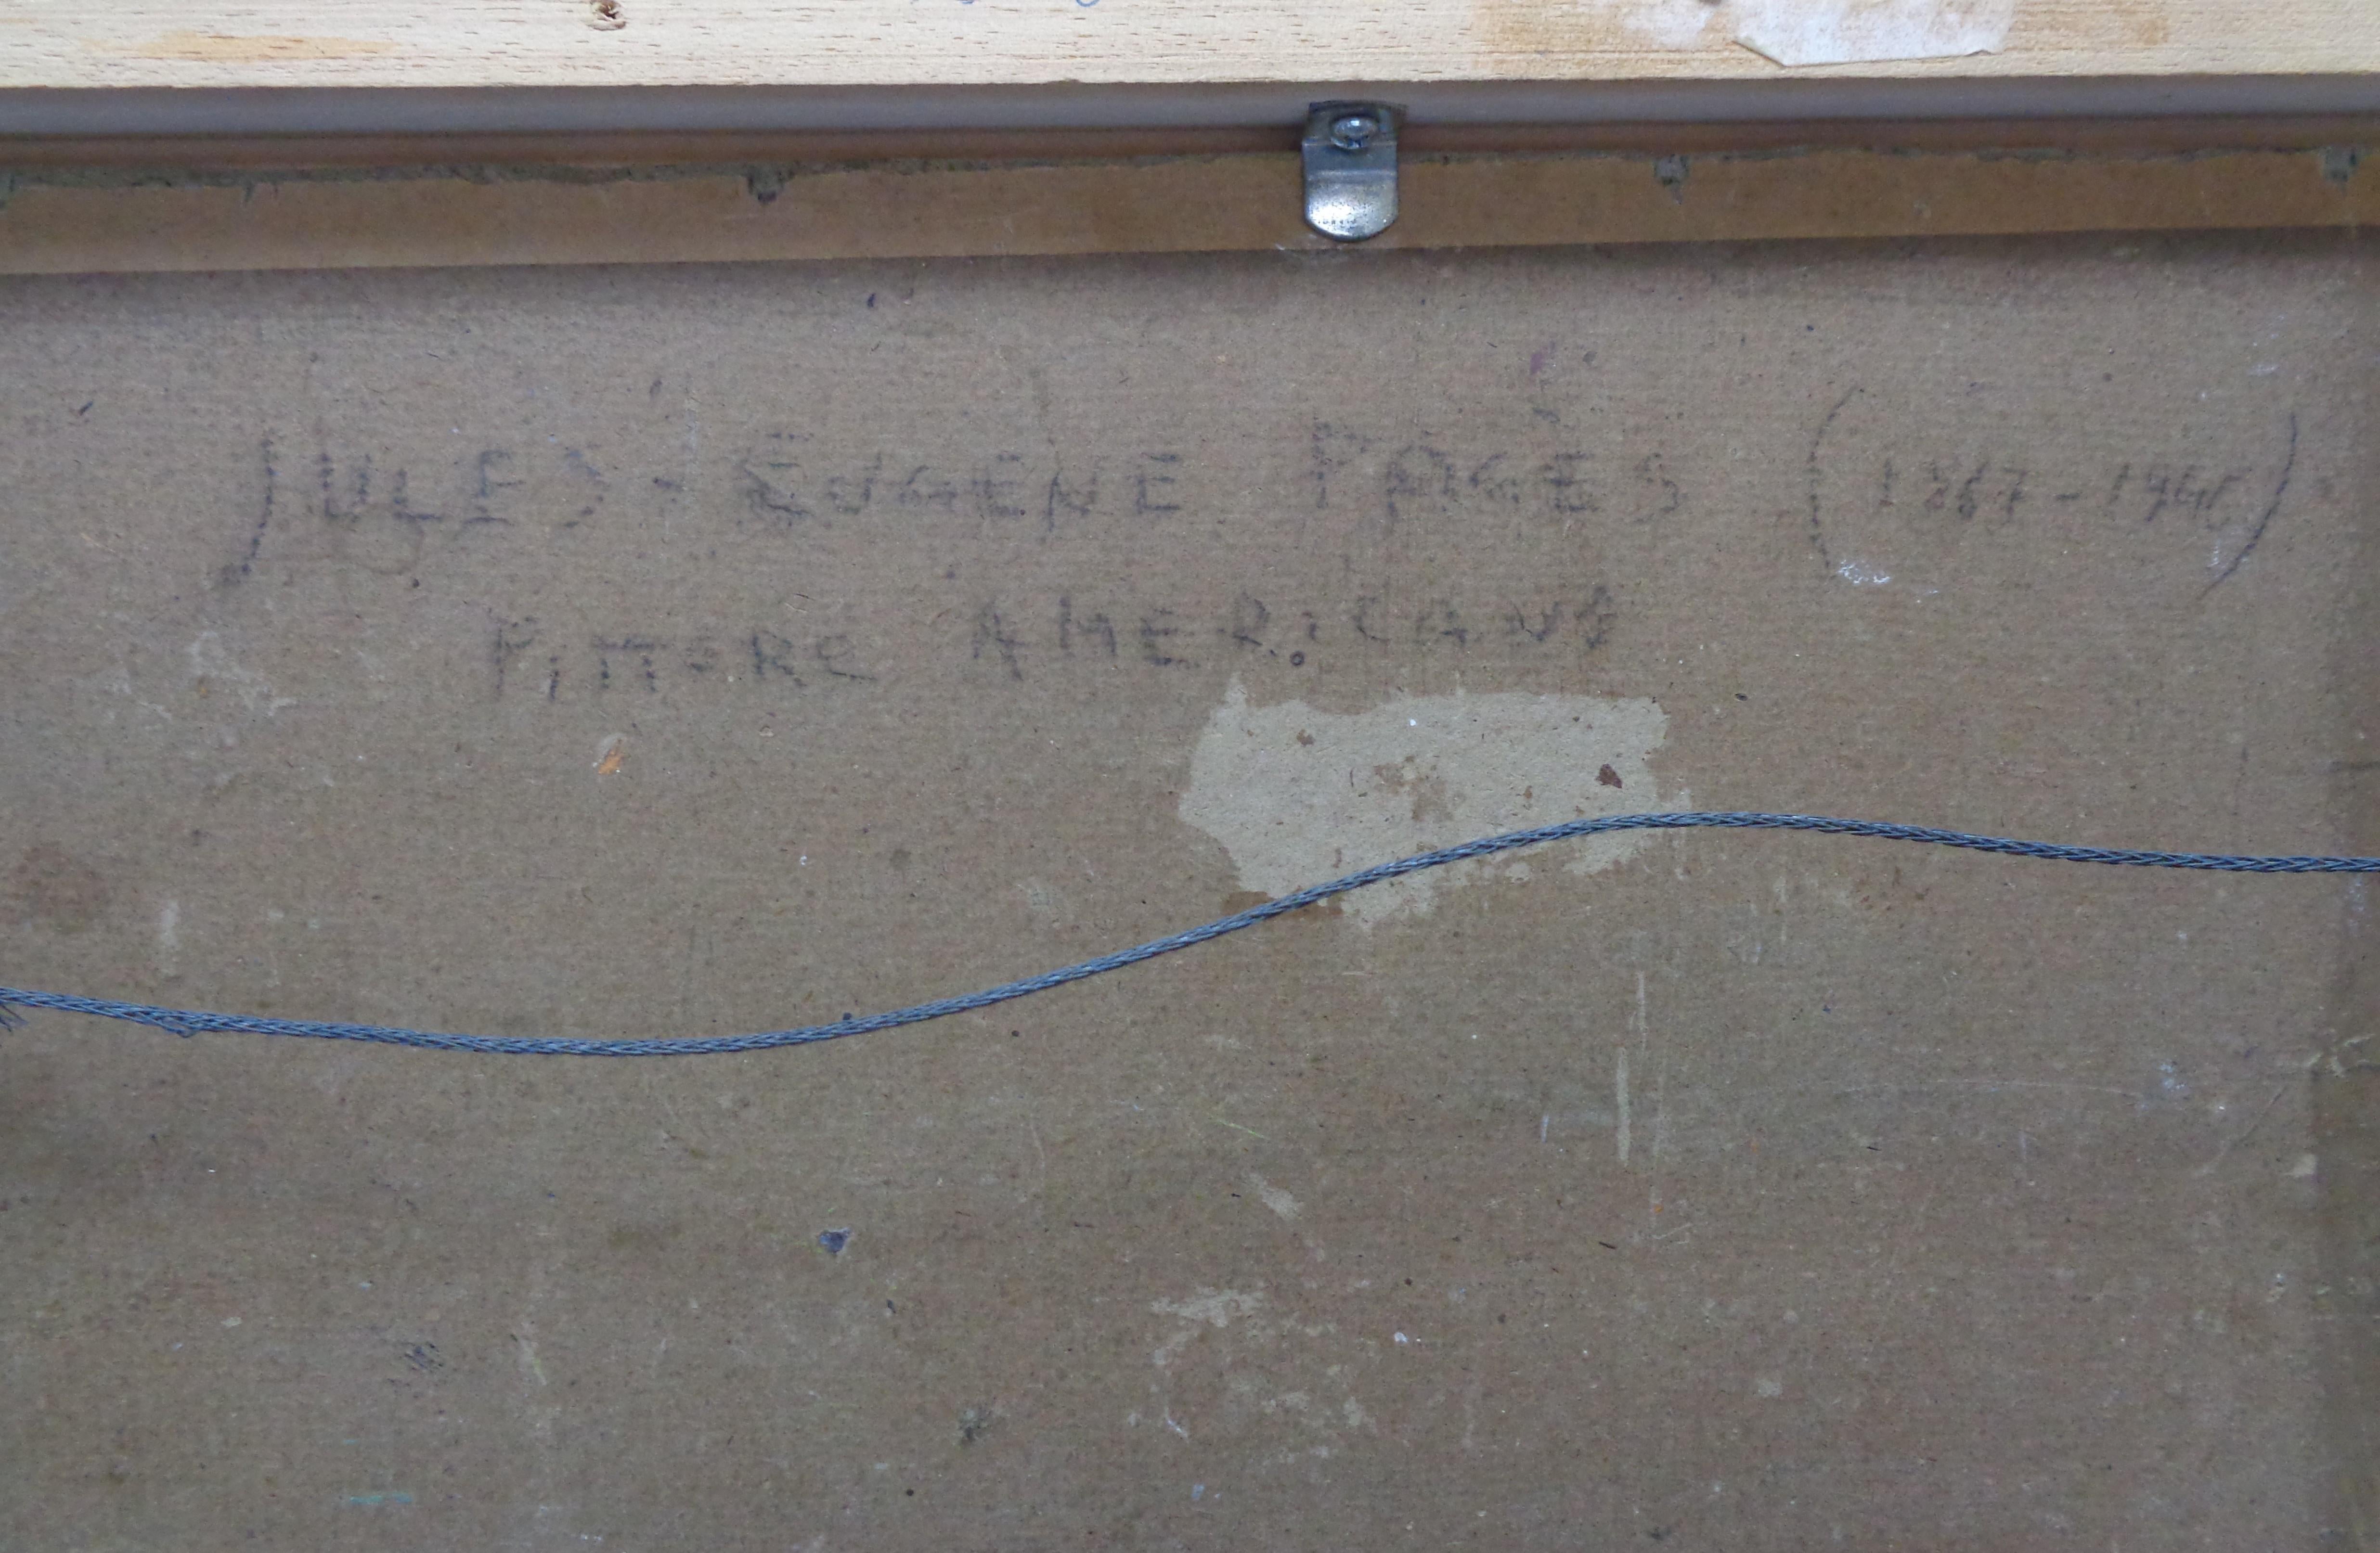 JULES - EUGENE PAGES (1867-1946)
PITTORE AMERICANO